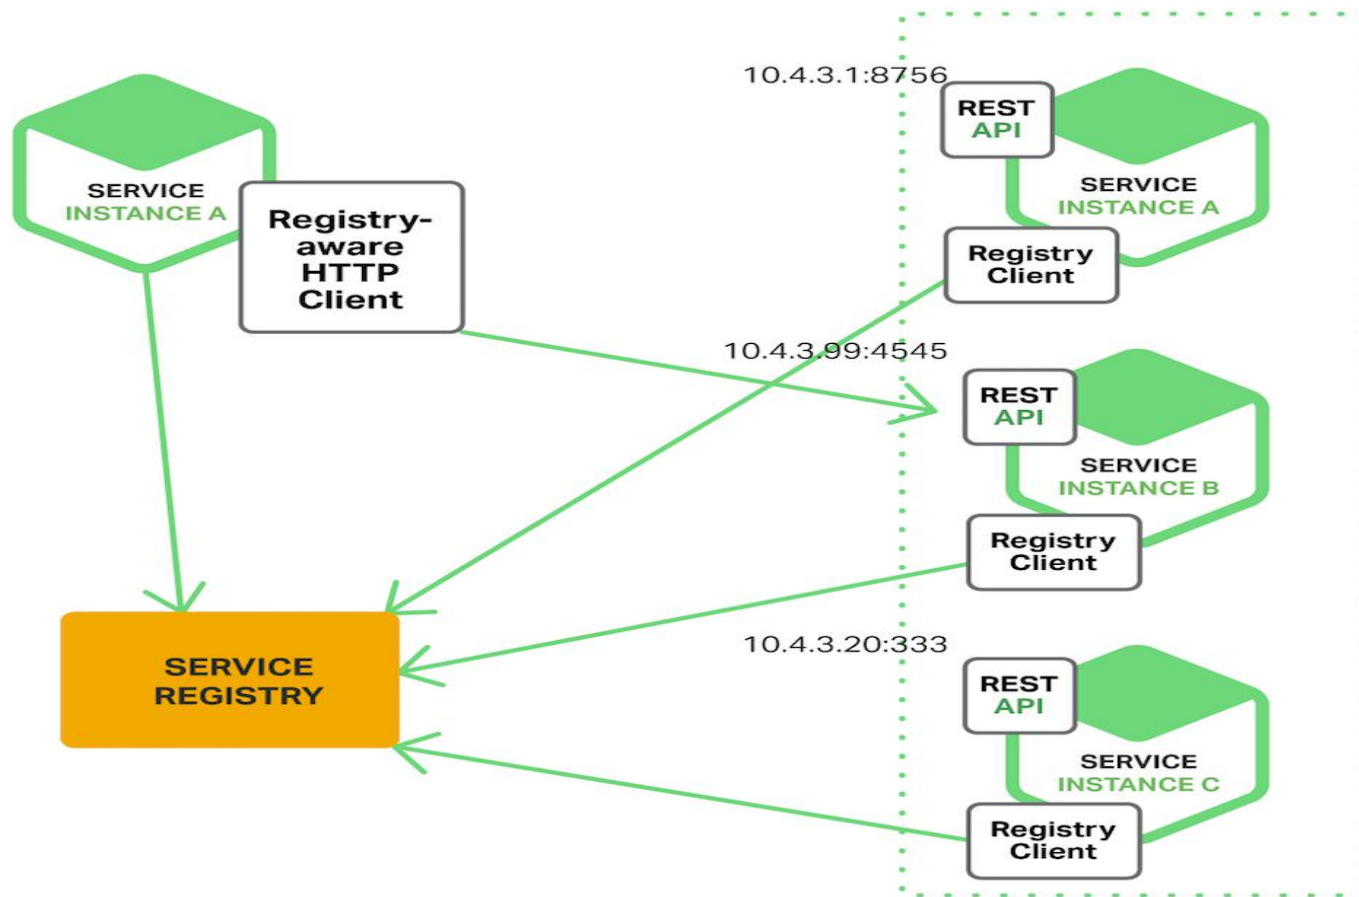 SERVICE
INSTANCE A
Registry-
aware
HTTP
Client
SERVICE
REGISTRY
10.4.3.1:8756
REST
API
SERVICE
INSTANCE A
Registry
Client
10.4.3.99:4545
REST
API
SERVICE
INSTANCE B
Registry
Client
10.4.3.20:333
REST
API
SERVICE
INSTANCE C
Registry
Client